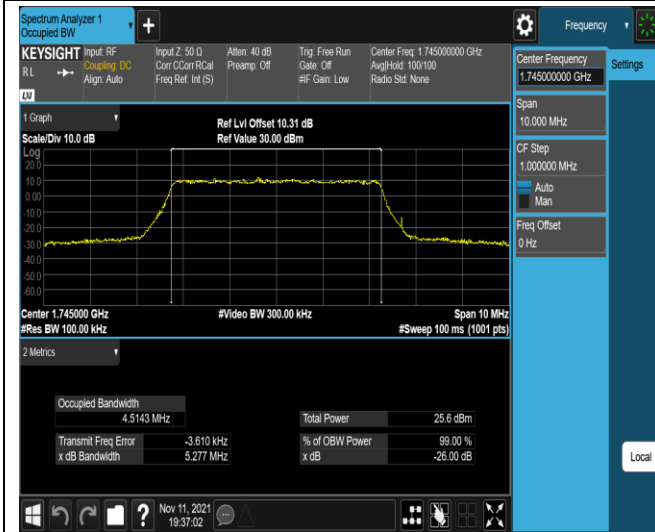 Spectrum Analyzer 1
Occupied BW
+
Frequency
KEYSIGHT
RL
LXI
Input: RF
Coupling: DC
Align: Auto
Input Z: 50 Ω
Corr CCorr RCal
Freq Ref: Int (S)
Atten: 40 dB
Preamp: Off
Trig: Free Run
Gate: Off
#IF Gain: Low
Center Freq: 1.745000000 GHz
Avg|Hold: 100/100
Radio Std: None
Center Frequency
1.745000000 GHz
Settings
Span
10.000 MHz
CF Step
1.000000 MHz
Auto
Man
Freq Offset
0 Hz
1 Graph
Scale/Div 10.0 dB
Ref Lvl Offset 10.31 dB
Ref Value 30.00 dBm
Log
20.0
10.0
0.00
-10.0
-20.0
-30.0
-40.0
-50.0
-60.0
Center 1.745000 GHz
#Video BW 300.00 kHz
Span 10 MHz
#Res BW 100.00 kHz
#Sweep 100 ms (1001 pts)
2 Metrics
Occupied Bandwidth
4.5143 MHz
Total Power 25.6 dBm
Transmit Freq Error -3.610 kHz
% of OBW Power 99.00 %
x dB Bandwidth 5.277 MHz
x dB -26.00 dB
Local
?
Nov 11, 2021
19:37:02